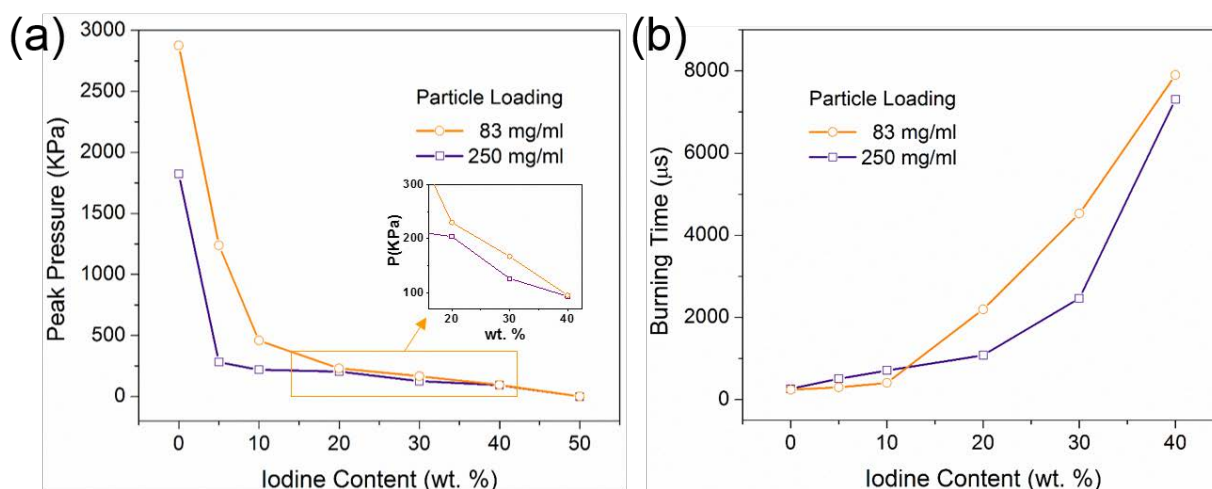 (a)
3000
2500
2000
1500
1000
500
0
Peak Pressure (KPa)
Particle Loading
83 mg/ml
250 mg/ml
300
200
100
P(KPa)
20 30 40
wt. %
0 10 20 30 40 50
Iodine Content (wt. %)
(b)
8000
6000
4000
2000
0
Burning Time (μs)
Particle Loading
83 mg/ml
250 mg/ml
0 10 20 30 40
Iodine Content (wt. %)